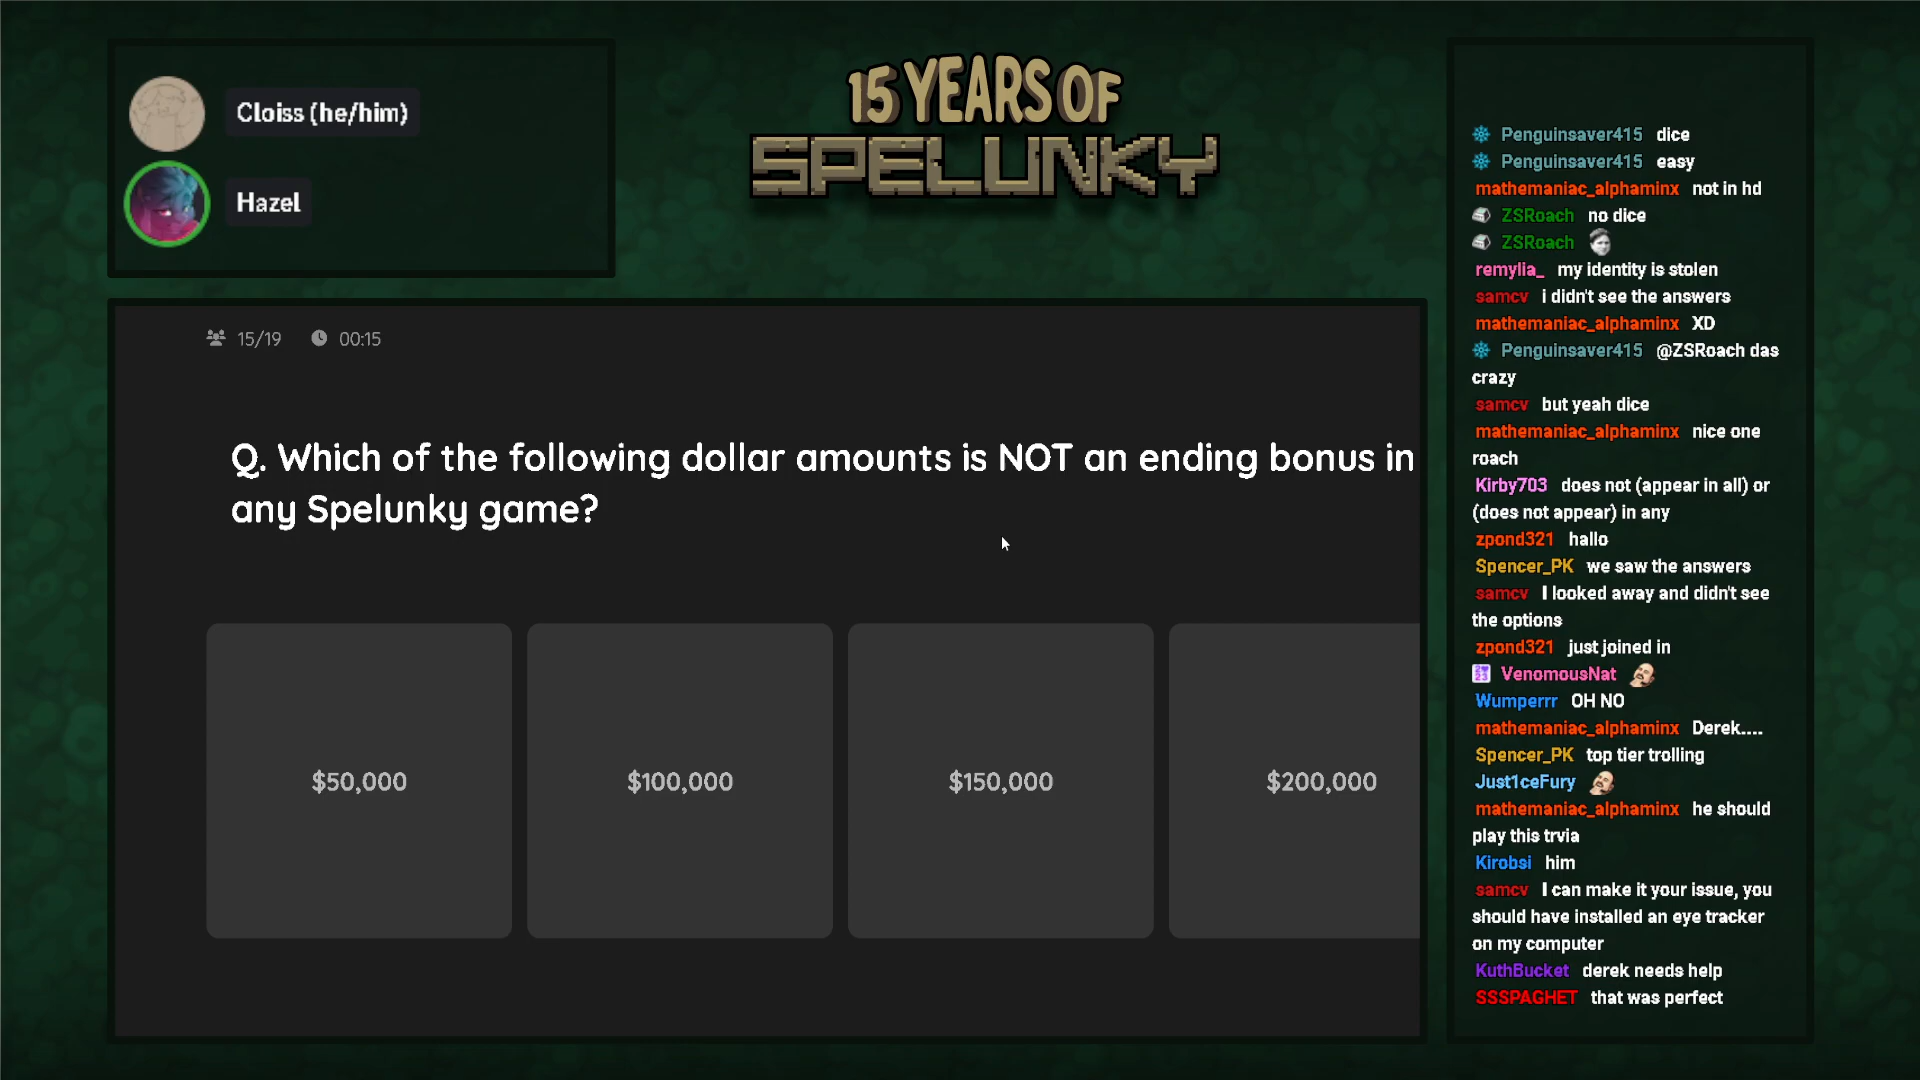 Cloiss (he/him)
Hazel
15 YEARS OF
SPELUNKY
15/19 00:15
Q. Which of the following dollar amounts is NOT an ending bonus in
any Spelunky game?
$50,000
$100,000
$150,000
$200,000
Penguinsaver415 dice
Penguinsaver415 easy
mathemaniac_alphaminx not in hd
ZSRoach no dice
ZSRoach
remylia_ my identity is stolen
samcv i didn't see the answers
mathemaniac_alphaminx XD
Penguinsaver415 @ZSRoach das
crazy
samcv but yeah dice
mathemaniac_alphaminx nice one
roach
Kirby703 does not (appear in all) or
(does not appear) in any
zpond321 hallo
Spencer_PK we saw the answers
samcv I looked away and didn't see
the options
zpond321 just joined in
VenomousNat
Wumperrr OH NO
mathemaniac_alphaminx Derek....
Spencer_PK top tier trolling
Just1ceFury
mathemaniac_alphaminx he should
play this trvia
Kirobsi him
samcv I can make it your issue, you
should have installed an eye tracker
on my computer
KuthBucket derek needs help
SSSPAGHET that was perfect